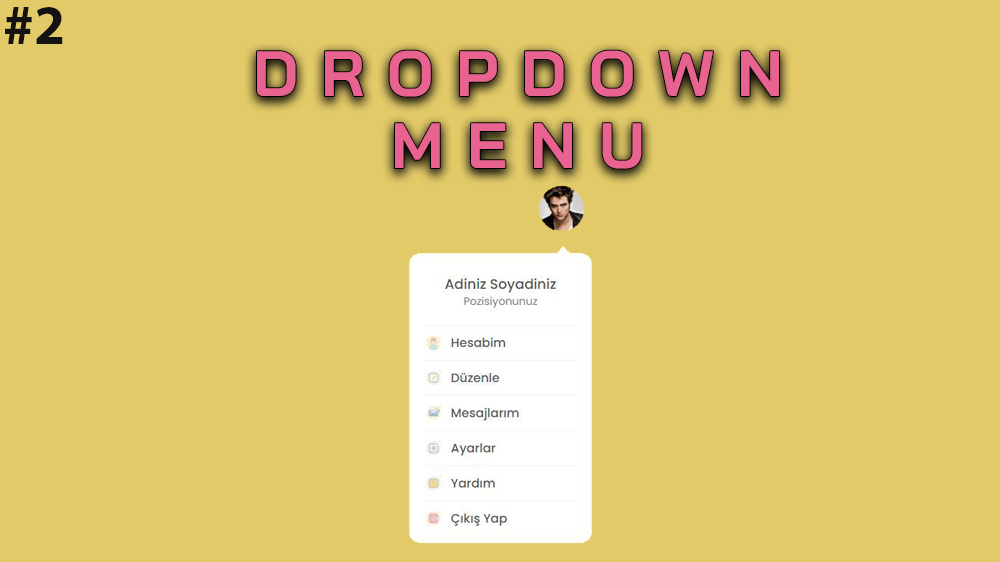 #2
DROPDOWN
MENU
Adiniz Soyadiniz
Pozisiyonunuz
Hesabim
Düzenle
Mesajlarım
Ayarlar
Yardım
Çıkış Yap